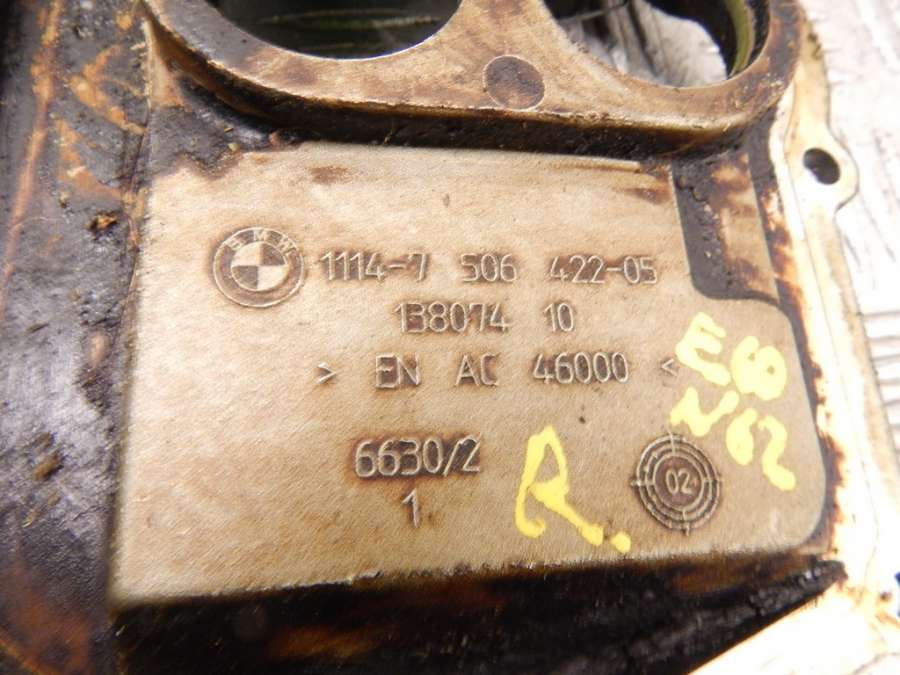 BMW
1114-7 506 422-05
138074 10
> EN AC 46000 <
E60
N62
6630/2
1
R.
02